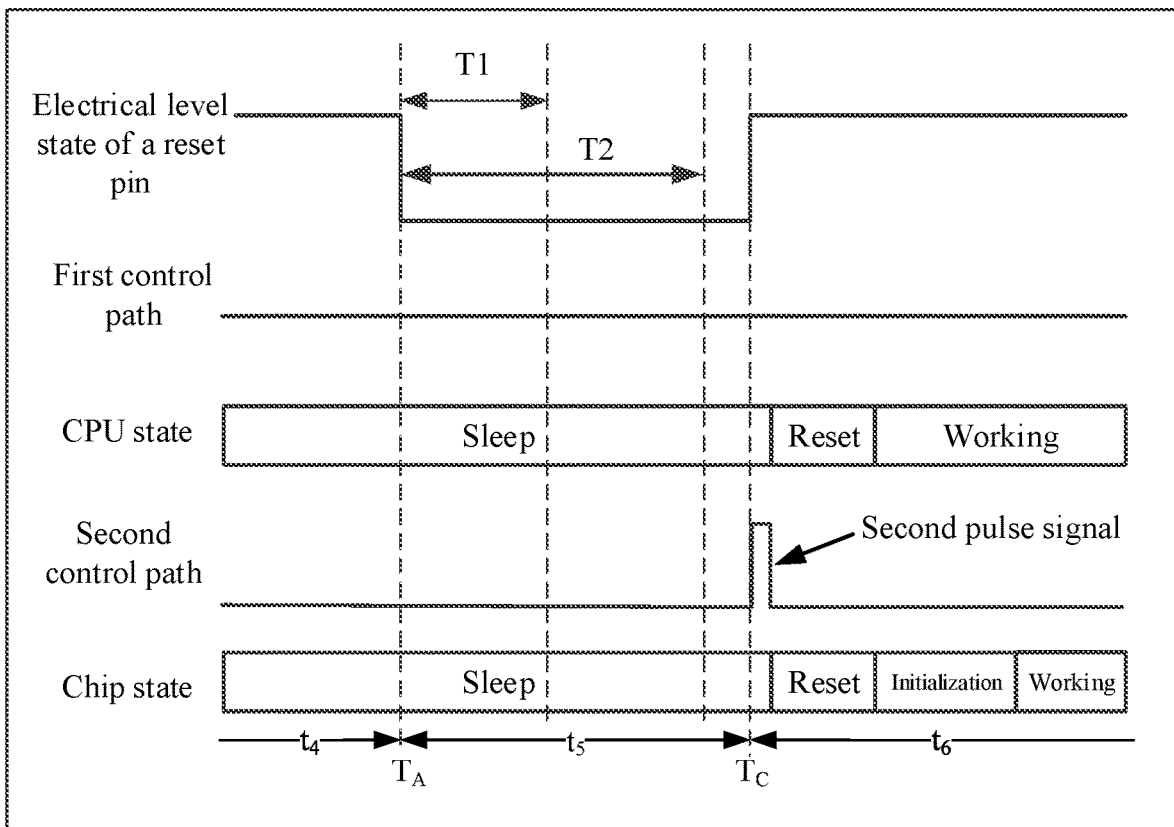 T1
Electrical level
state of a reset
pin
T2
First control
path
CPU state
Sleep
Reset
Working
Second
control path
Second pulse signal
Chip state
Sleep
Reset
Initialization
Working
t4
t5
t6
TA
TC